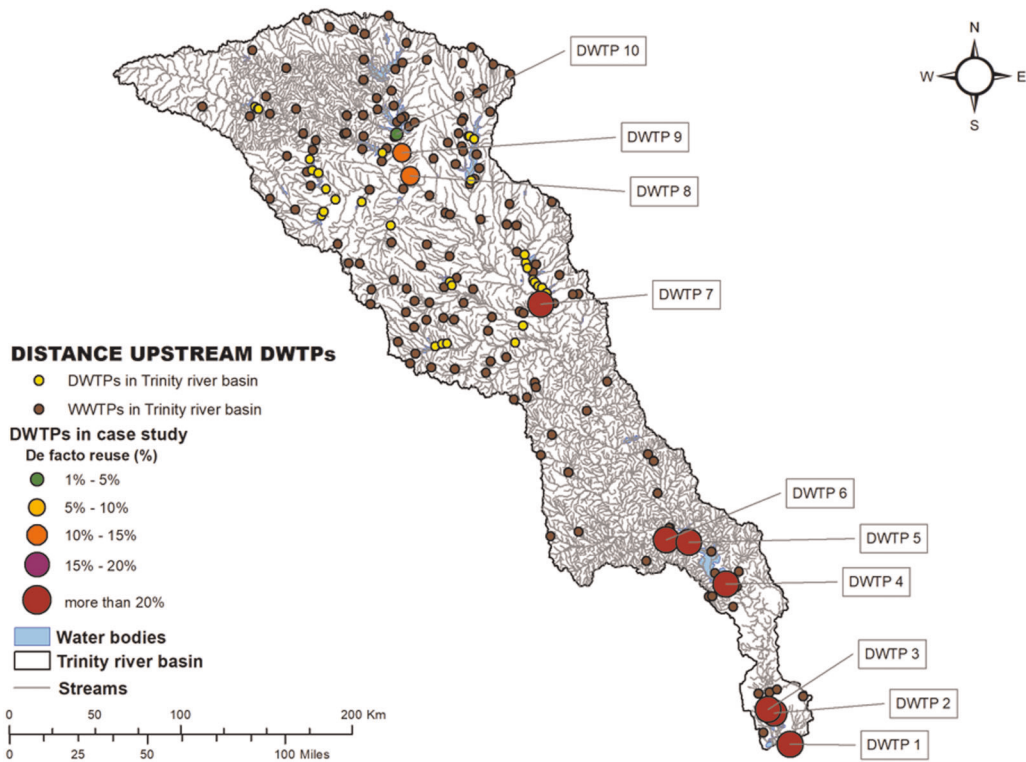 DWTP 10
N
W
E
S
DWTP 9
DWTP 8
DWTP 7
DISTANCE UPSTREAM DWTPs
DWTPs in Trinity river basin
WWTPs in Trinity river basin
DWTPs in case study
De facto reuse (%)
1% - 5%
5% - 10%
10% - 15%
15% - 20%
more than 20%
Water bodies
Trinity river basin
Streams
DWTP 6
DWTP 5
DWTP 4
DWTP 3
DWTP 2
DWTP 1
0 50 100 200 Km
0 25 50 100 Miles